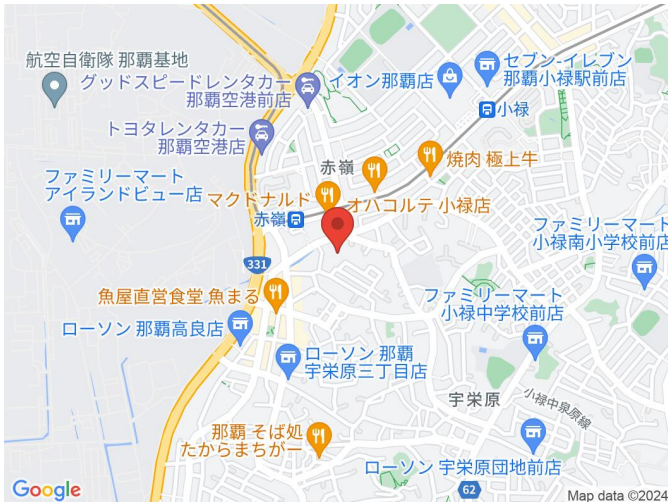 航空自衛隊 那覇基地
グッドスピードレンタカー
那覇空港前店
イオン那覇店
セブン-イレブン
那覇小禄駅前店
小禄
トヨタレンタカー
那覇空港店
赤嶺
焼肉 極上牛
ファミリーマート
アイランドビュー店
マクドナルド
オハコルテ 小禄店
赤嶺
ファミリーマート
小禄南小学校前店
331
魚屋直営食堂 魚まる
ファミリーマート
小禄中学校前店
ローソン 那覇高良店
ローソン 那覇
宇栄原三丁目店
宇栄原
小禄中泉原線
那覇 そば処
たからまちがー
ローソン 宇栄原団地前店
62
Google
Map data ©2024